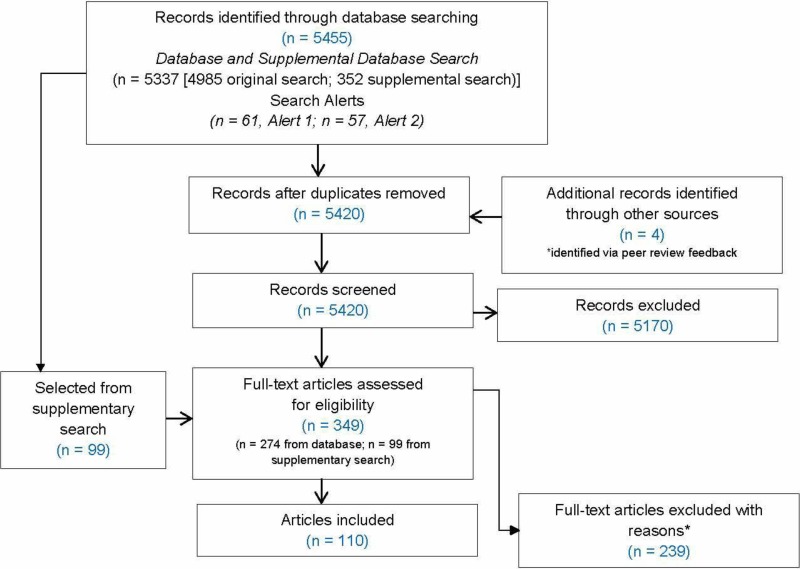 Records identified through database searching
(n = 5455)
Database and Supplemental Database Search
(n = 5337 [4985 original search; 352 supplemental search)]
Search Alerts
(n = 61, Alert 1; n = 57, Alert 2)
Records after duplicates removed
(n = 5420)
Additional records identified
through other sources
(n = 4)
*identified via peer review feedback
Records screened
(n = 5420)
Records excluded
(n = 5170)
Selected from
supplementary
search
(n = 99)
Full-text articles assessed
for eligibility
(n = 349)
(n = 274 from database; n = 99 from
supplementary search)
Articles included
(n = 110)
Full-text articles excluded with
reasons*
(n = 239)